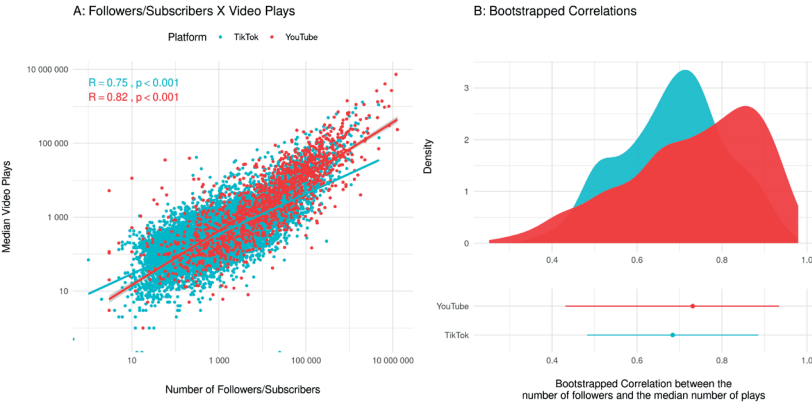 A: Followers/Subscribers X Video Plays
Platform TikTok YouTube
R = 0.75 , p < 0.001
R = 0.82 , p < 0.001
10 000 000
100 000
1 000
10
Median Video Plays
10 1 000 100 000 10 000 000
Number of Followers/Subscribers
B: Bootstrapped Correlations
3
2
1
0
Density
0.4 0.6 0.8 1.0
YouTube
TikTok
0.4 0.6 0.8 1.0
Bootstrapped Correlation between the
number of followers and the median number of plays